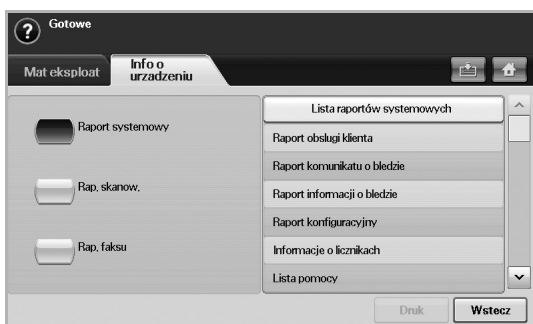 Gotowe
Mat eksploat
Info o
urzadzeniu
Raport systemowy
Rap. skanow.
Rap. faksu
Lista raportów systemowych
Raport obslugi klienta
Raport komunikatu o bledzie
Raport informacji o bledzie
Raport konfiguracyjny
Informacje o licznikach
Lista pomocy
Druk
Wstecz